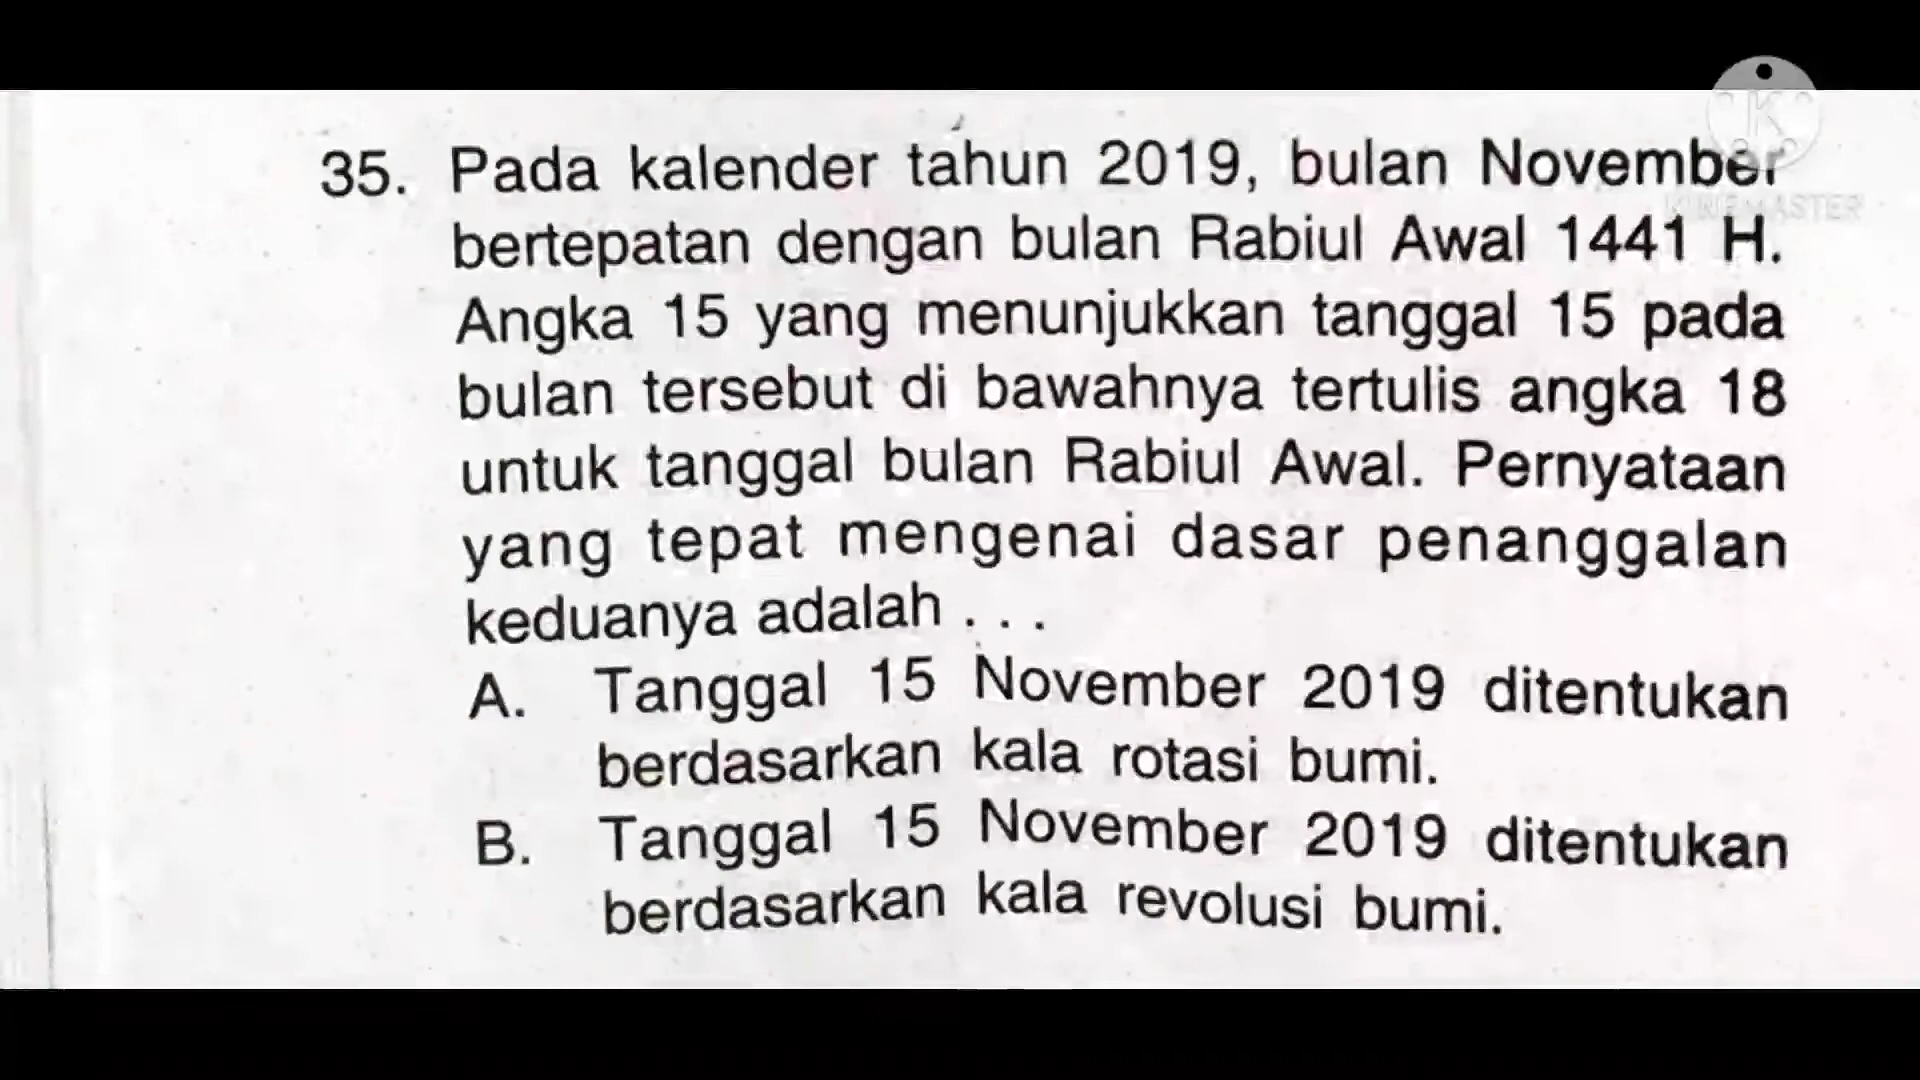 35. Pada kalender tahun 2019, bulan November
KINEMASTER
bertepatan dengan bulan Rabiul Awal 1441 H.
Angka 15 yang menunjukkan tanggal 15 pada
bulan tersebut di bawahnya tertulis angka 18
untuk tanggal bulan Rabiul Awal. Pernyataan
yang tepat mengenai dasar penanggalan
keduanya adalah . . .
A. Tanggal 15 November 2019 ditentukan
berdasarkan kala rotasi bumi.
B. Tanggal 15 November 2019 ditentukan
berdasarkan kala revolusi bumi.